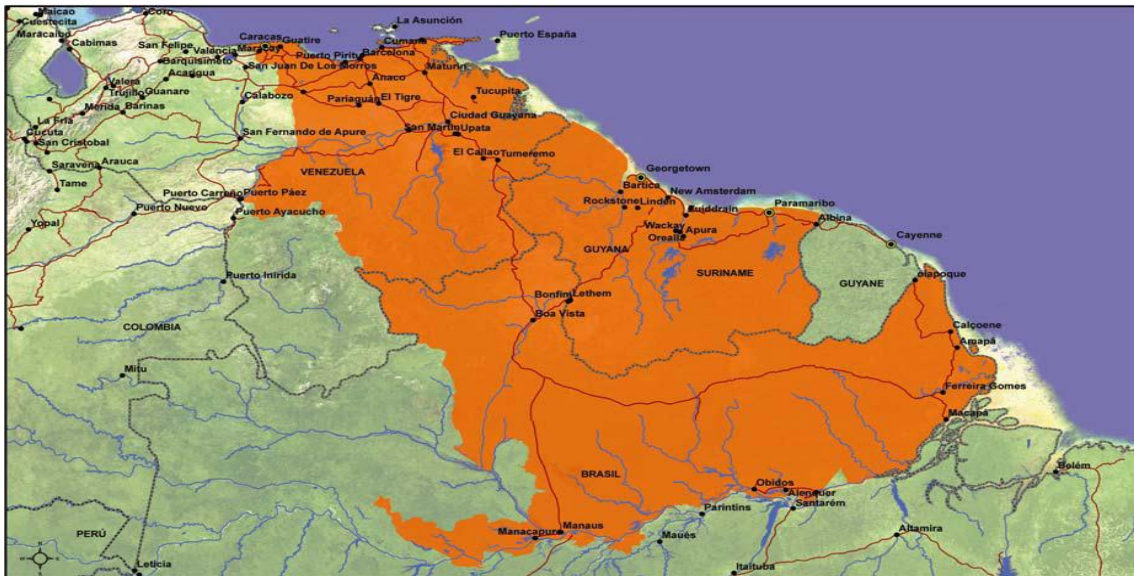 Maicao
Cuestecita
Coro
La Asunción
Maracaibo
Cabimas
Caracas
Guatire
Cumana
Puerto España
San Felipe
Valencia
Maracay
Puerto Piritu
Barcelona
Barquisimeto
San Juan De Los Morros
Acarigua
Anaco
Maturin
Valera
Trujillo
Guanare
Tucupita
Calabozo
Pariaguán
El Tigre
Merida
Barinas
La Fria
Ciudad Guayana
Cucuta
San Cristobal
San Fernando de Apure
San Martin
Upata
El Callao
Tumeremo
Saravena
Arauca
VENEZUELA
Georgetown
Tame
Bartica
New Amsterdam
Puerto Carreño
Puerto Páez
Rockstone
Linden
Puerto Nuevo
Puerto Ayacucho
Paramaribo
Albina
Yopal
Wackay
Apura
Orealla
Cayenne
GUYANA
SURINAME
GUYANE
oiapoque
Puerto Inirida
Bonfim
Lethem
Boa Vista
COLOMBIA
Calçoene
Amapá
Mitu
Ferreira Gomes
Macapá
BRASIL
Obidos
Alenquer
Belém
Santarém
Parintins
PERÚ
Manacapuru
Manaus
Maués
Altamira
Leticia
Itaituba